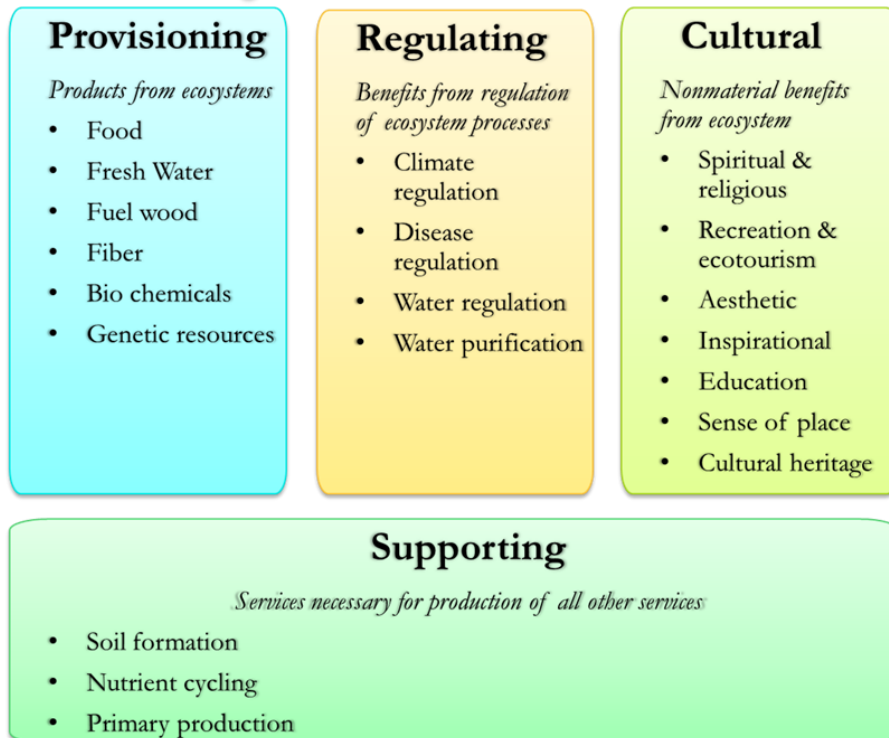 Provisioning
Products from ecosystems
• Food
• Fresh Water
• Fuel wood
• Fiber
• Bio chemicals
• Genetic resources
Regulating
Benefits from regulation
of ecosystem processes
• Climate
regulation
• Disease
regulation
• Water regulation
• Water purification
Cultural
Nonmaterial benefits
from ecosystem
• Spiritual &
religious
• Recreation &
ecotourism
• Aesthetic
• Inspirational
• Education
• Sense of place
• Cultural heritage
Supporting
Services necessary for production of all other services
• Soil formation
• Nutrient cycling
• Primary production